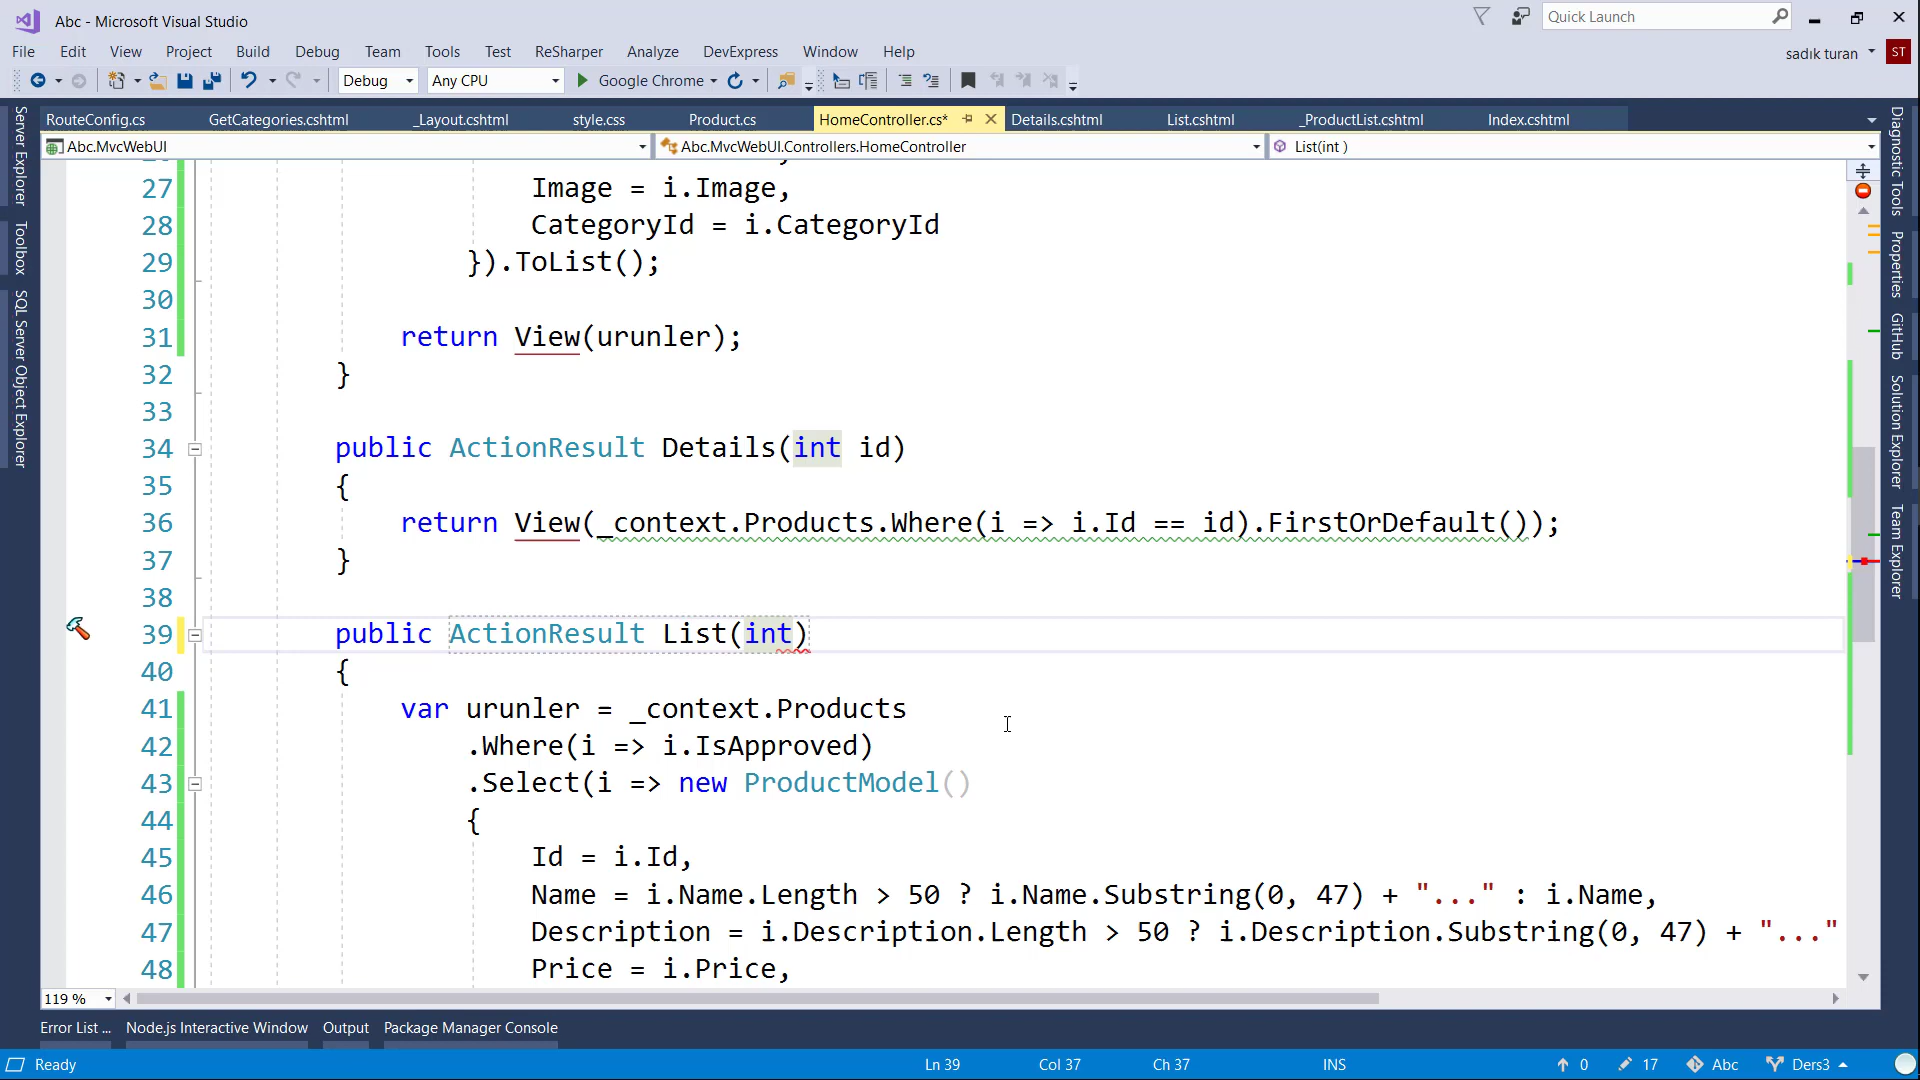 Abc - Microsoft Visual Studio
Quick Launch
File Edit View Project Build Debug Team Tools Test ReSharper Analyze DevExpress Window Help
sadık turan ST
Debug Any CPU Google Chrome
RouteConfig.cs GetCategories.cshtml _Layout.cshtml style.css Product.cs HomeController.cs* Details.cshtml List.cshtml _ProductList.cshtml Index.cshtml
Abc.MvcWebUI Abc.MvcWebUI.Controllers.HomeController List(int )
Server Explorer
Toolbox
SQL Server Object Explorer
27 Image = i.Image,
28 CategoryId = i.CategoryId
29 }).ToList();
30
31 return View(urunler);
32 }
33
34 public ActionResult Details(int id)
35 {
36 return View(_context.Products.Where(i => i.Id == id).FirstOrDefault());
37 }
38
39 public ActionResult List(int)
40 {
41 var urunler = _context.Products
42 .Where(i => i.IsApproved)
43 .Select(i => new ProductModel()
44 {
45 Id = i.Id,
46 Name = i.Name.Length > 50 ? i.Name.Substring(0, 47) + "..." : i.Name,
47 Description = i.Description.Length > 50 ? i.Description.Substring(0, 47) + "..."
48 Price = i.Price,
Diagnostic Tools
Properties
GitHub
Solution Explorer
Team Explorer
119 %
Error List ... Node.js Interactive Window Output Package Manager Console
Ready Ln 39 Col 37 Ch 37 INS 0 17 Abc Ders3